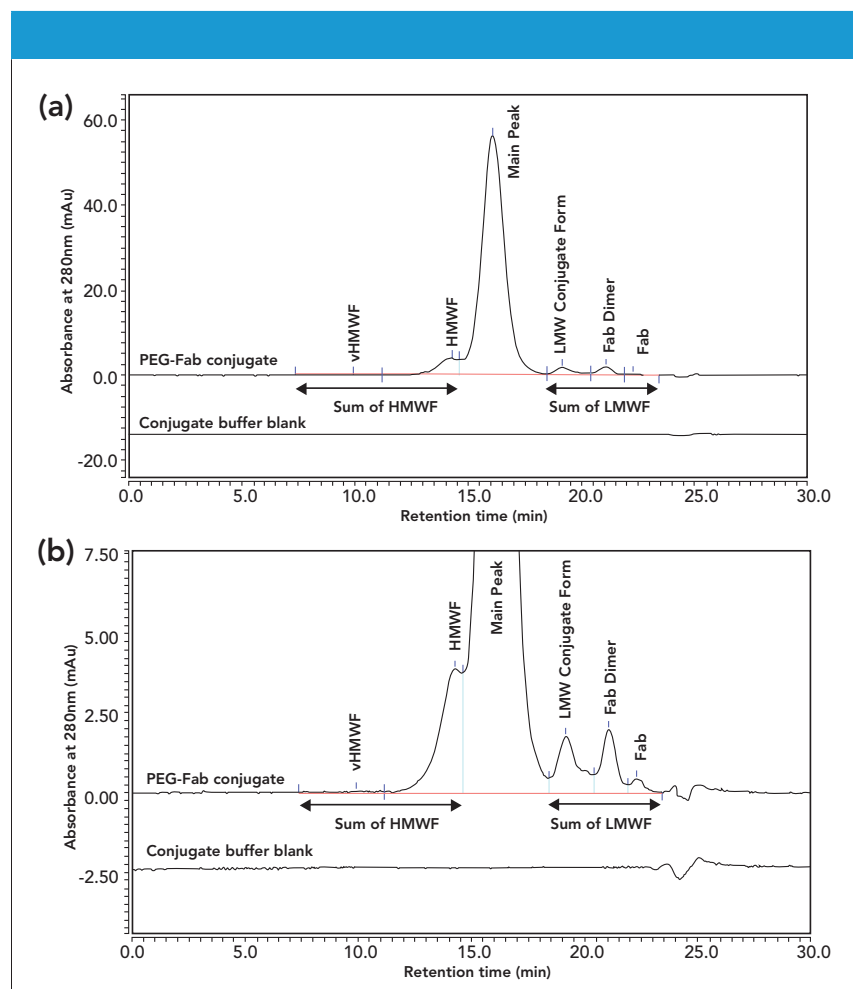 (a)
Absorbance at 280nm (mAu)
60.0
40.0
20.0
0.0
-20.0
PEG-Fab conjugate
vHMWF
HMWF
Main Peak
LMW Conjugate Form
Fab Dimer
Fab
Sum of HMWF
Sum of LMWF
Conjugate buffer blank
0.0 5.0 10.0 15.0 20.0 25.0 30.0
Retention time (min)
(b)
Absorbance at 280nm (mAu)
7.50
5.00
2.50
0.00
-2.50
PEG-Fab conjugate
vHMWF
HMWF
Main Peak
LMW Conjugate Form
Fab Dimer
Fab
Sum of HMWF
Sum of LMWF
Conjugate buffer blank
0.0 5.0 10.0 15.0 20.0 25.0 30.0
Retention time (min)